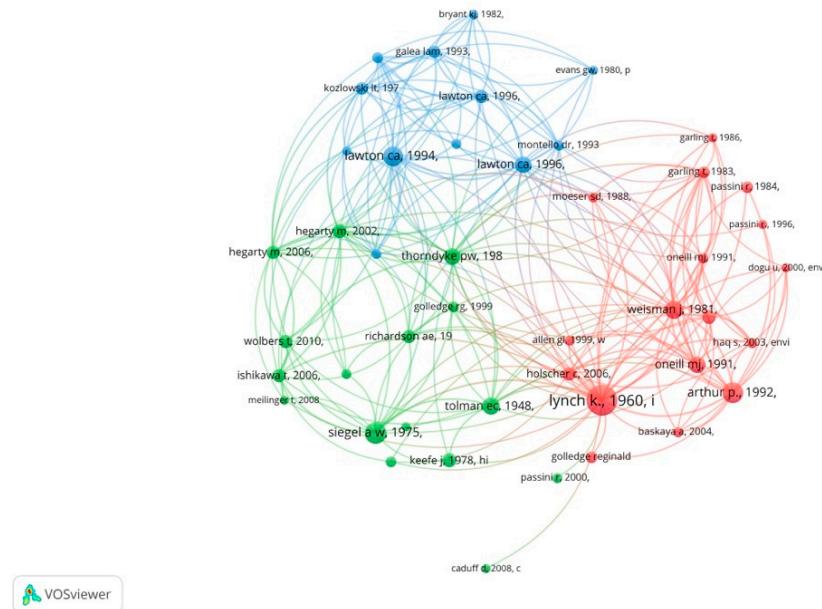 bryant kj, 1982,
galea lam, 1993,
evans gw, 1980, p
kozlowski lt, 197
lawton ca, 1996,
montello dr, 1993
garling t, 1986,
lawton ca, 1994,
lawton ca, 1996,
garling t, 1983,
passini r, 1984,
moeser sd, 1988,
passini r, 1996,
hegarty m, 2002,
hegarty m, 2006,
thorndyke pw, 198
oneill mj, 1991,
dogu u, 2000, env
golledge rg, 1999
weisman j, 1981,
richardson ae, 19
wolbers t, 2010,
allen gl, 1999, w
haq s, 2003, envi
ishikawa t, 2006,
holscher c, 2006,
oneill mj, 1991,
meilinger t, 2008
tolman ec, 1948,
lynch k., 1960, i
arthur p., 1992,
siegel a w, 1975,
baskaya a, 2004,
keefe j, 1978, hi
golledge reginald
passini r, 2000,
caduff d, 2008, c
VOSviewer